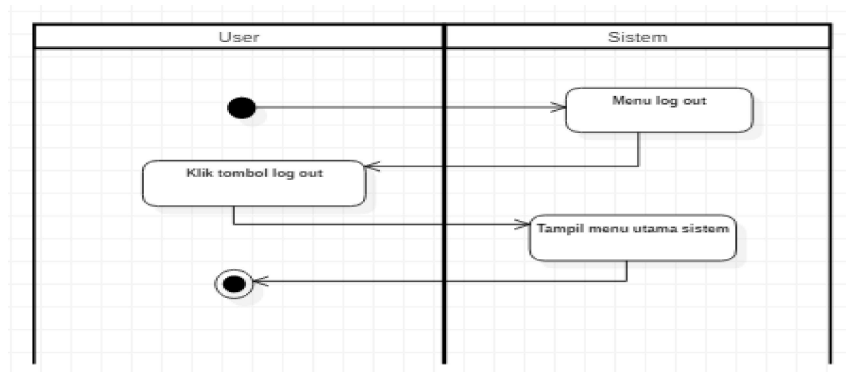 User
Sistem
Menu log out
Klik tombol log out
Tampil menu utama sistem